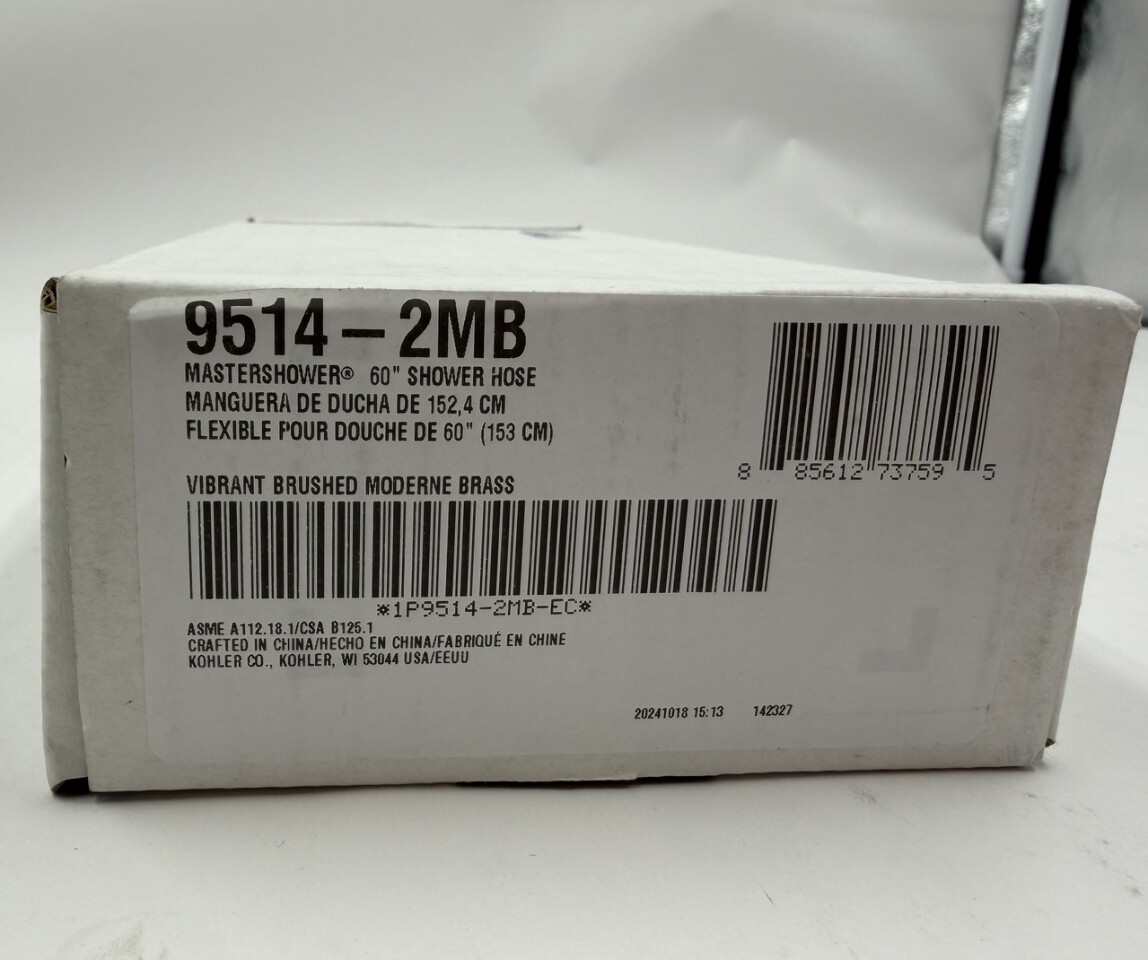 9514-2MB
MASTERSHOWER® 60" SHOWER HOSE
MANGUERA DE DUCHA DE 152,4 CM
FLEXIBLE POUR DOUCHE DE 60" (153 CM)
8 85612 73759 5
VIBRANT BRUSHED MODERNE BRASS
*1P9514-2MB-EC*
ASME A112.18.1/CSA B125.1
CRAFTED IN CHINA/HECHO EN CHINA/FABRIQUÉ EN CHINE
KOHLER CO., KOHLER, WI 53044 USA/EEUU
20241018 15:13 142327